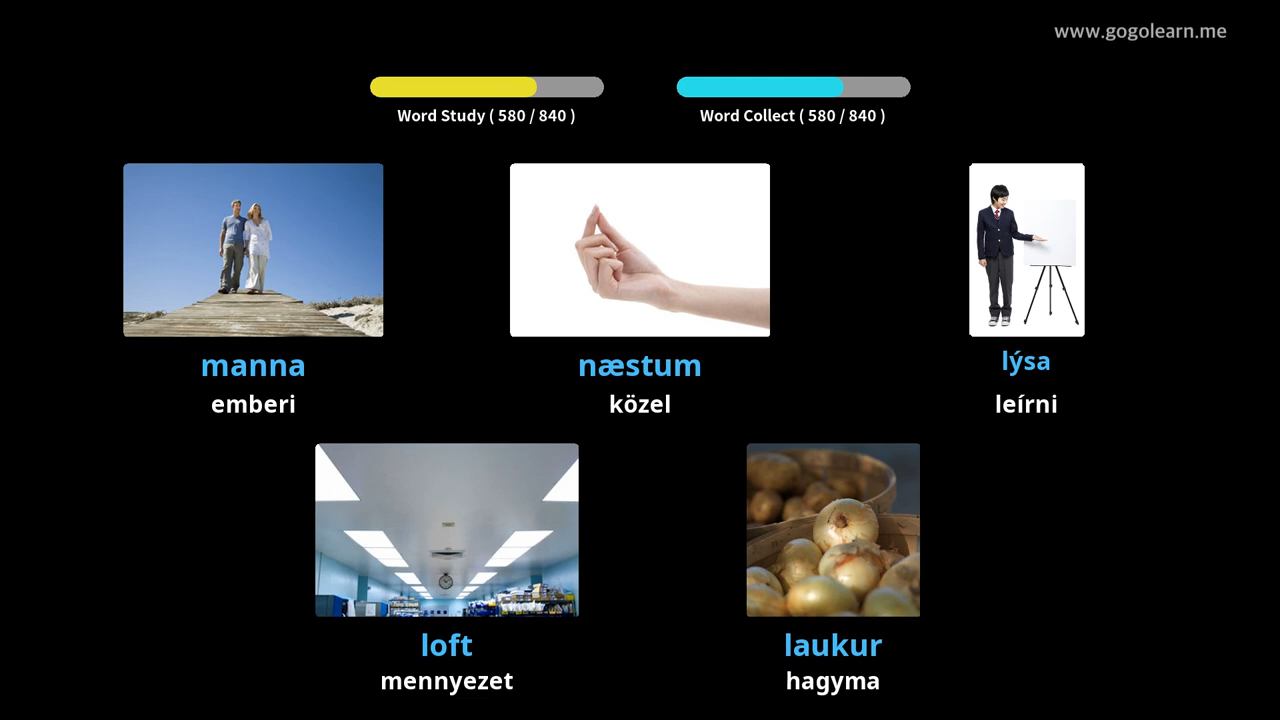 www.gogolearn.me
Word Study ( 580 / 840 )
Word Collect ( 580 / 840 )
manna
emberi
næstum
közel
lýsa
leírni
loft
mennyezet
laukur
hagyma